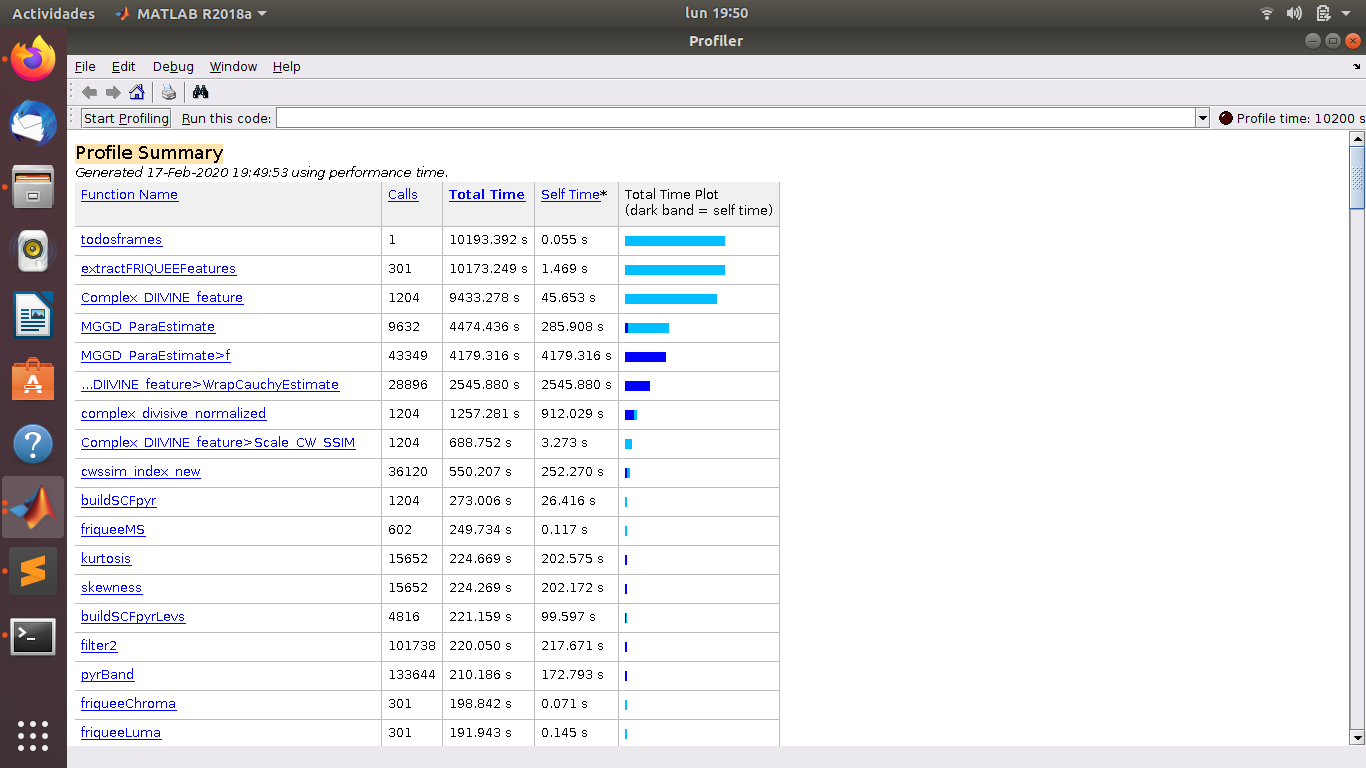 Actividades MATLAB R2018a lun 19:50
Profiler
File Edit Debug Window Help
Start Profiling Run this code: Profile time: 10200 s
Profile Summary
Generated 17-Feb-2020 19:49:53 using performance time.
Function Name Calls Total Time Self Time* Total Time Plot
(dark band = self time)
todosframes 1 10193.392 s 0.055 s
extractFRIQUEEFeatures 301 10173.249 s 1.469 s
Complex_DIIVINE_feature 1204 9433.278 s 45.653 s
MGGD_ParaEstimate 9632 4474.436 s 285.908 s
MGGD_ParaEstimate>f 43349 4179.316 s 4179.316 s
...DIIVINE_feature>WrapCauchyEstimate 28896 2545.880 s 2545.880 s
complex_divisive_normalized 1204 1257.281 s 912.029 s
Complex_DIIVINE_feature>Scale_CW_SSIM 1204 688.752 s 3.273 s
cwssim_index_new 36120 550.207 s 252.270 s
buildSCFpyr 1204 273.006 s 26.416 s
friqueeMS 602 249.734 s 0.117 s
kurtosis 15652 224.669 s 202.575 s
skewness 15652 224.269 s 202.172 s
buildSCFpyrLevs 4816 221.159 s 99.597 s
filter2 101738 220.050 s 217.671 s
pyrBand 133644 210.186 s 172.793 s
friqueeChroma 301 198.842 s 0.071 s
friqueeLuma 301 191.943 s 0.145 s